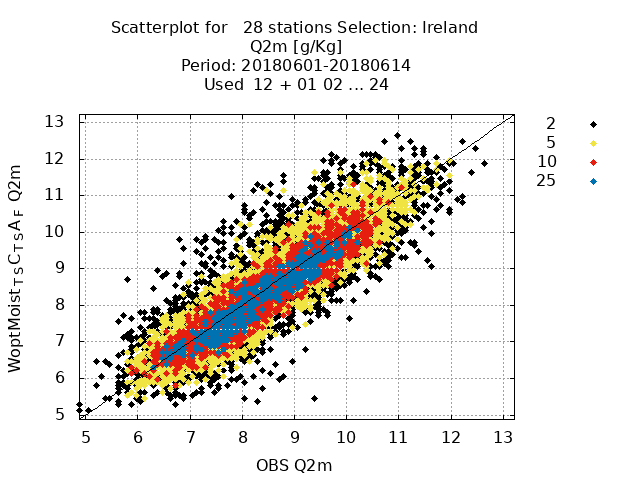 Scatterplot for 28 stations Selection: Ireland
Q2m [g/Kg]
Period: 20180601-20180614
Used 12 + 01 02 ... 24
2
5
10
25
13
12
11
10
9
8
7
6
5
WoptMoist T S C T S A F Q2m
5 6 7 8 9 10 11 12 13
OBS Q2m